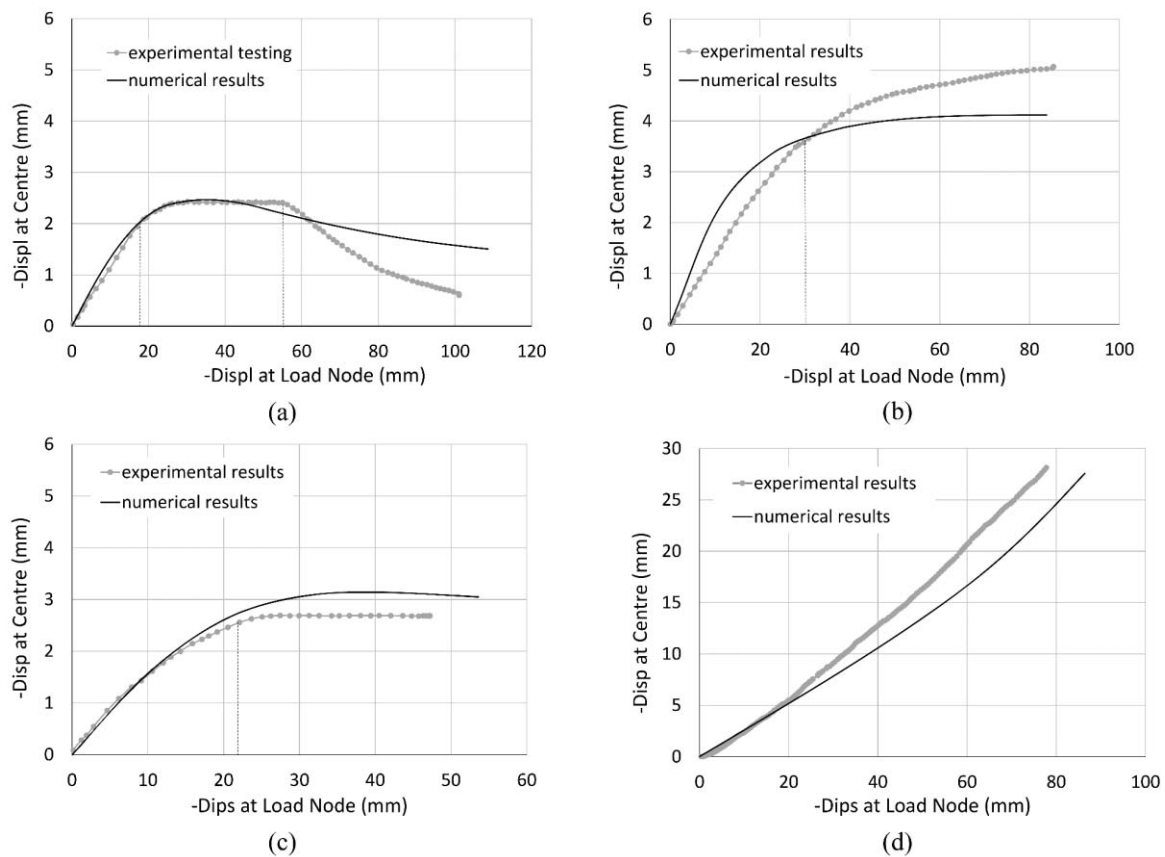 6
5
4
3
2
1
0
-Displ at Centre (mm)
experimental testing
numerical results
0 20 40 60 80 100 120
-Displ at Load Node (mm)
(a)
6
5
4
3
2
1
0
-Displ at Centre (mm)
experimental results
numerical results
0 20 40 60 80 100
-Displ at Load Node (mm)
(b)
6
5
4
3
2
1
0
-Disp at Centre (mm)
experimental results
numerical results
0 10 20 30 40 50 60
-Dips at Load Node (mm)
(c)
30
25
20
15
10
5
0
-Disp at Centre (mm)
experimental results
numerical results
0 20 40 60 80 100
-Dips at Load Node (mm)
(d)